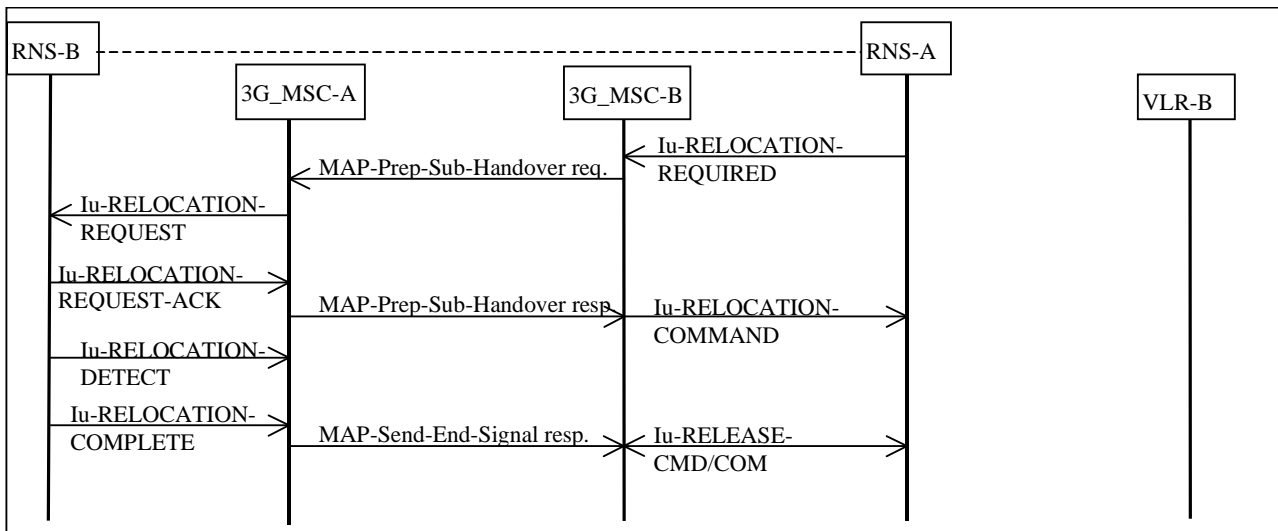 RNS-B
RNS-A
3G_MSC-A
3G_MSC-B
VLR-B
Iu-RELOCATION-
REQUIRED
MAP-Prep-Sub-Handover req.
Iu-RELOCATION-
REQUEST
Iu-RELOCATION-
REQUEST-ACK
MAP-Prep-Sub-Handover resp
Iu-RELOCATION-
COMMAND
Iu-RELOCATION-
DETECT
Iu-RELOCATION-
COMPLETE
MAP-Send-End-Signal resp.
Iu-RELEASE-
CMD/COM